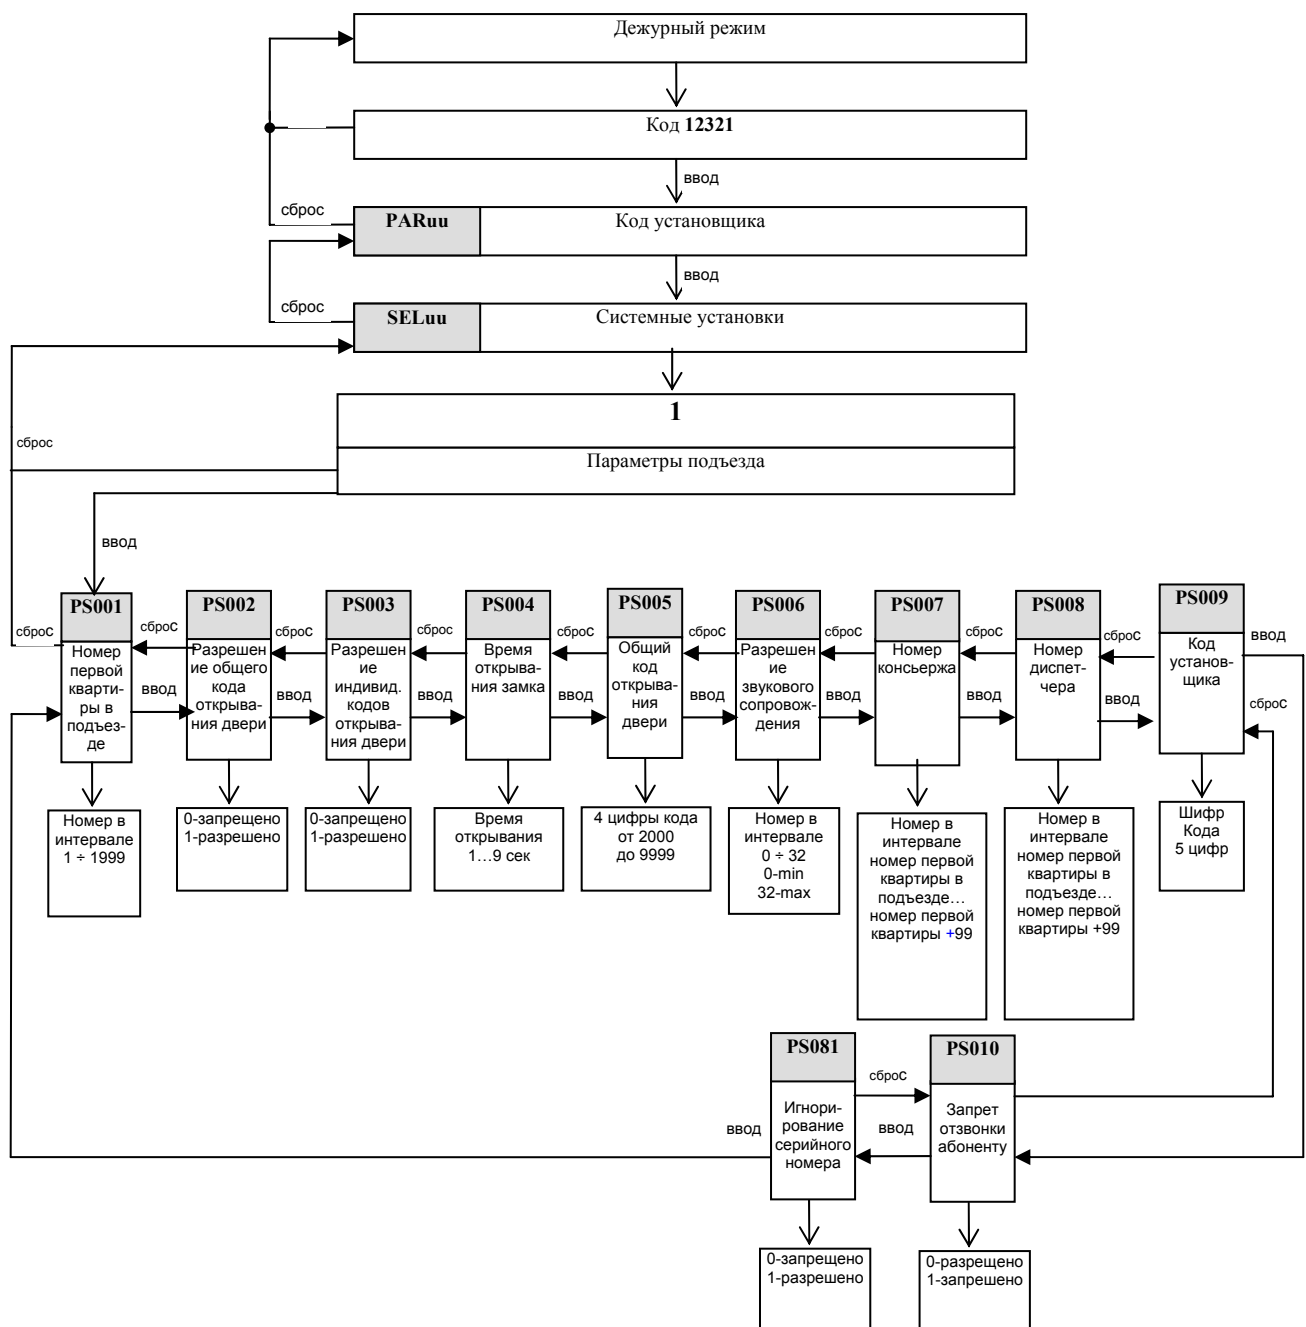 Дежурный режим
Код 12321
ввод
сброс
PARuu
Код установщика
ввод
сброс
SELuu
Системные установки
1
сброс
Параметры подъезда
ввод
PS001
PS002
PS003
PS004
PS005
PS006
PS007
PS008
PS009
сброс
Номер
первой
кварти-
ры в
подъез-
де
сброс
ввод
Разрешен
ие общего
кода
открыва-
ния двери
сброс
ввод
Разрешен
ие
индивид.
кодов
открыва-
ния двери
сброс
ввод
Время
открыва-
ния замка
сброс
ввод
Общий
код
открыва-
ния
двери
сброс
ввод
Разрешен
ие
звукового
сопровож-
дения
сброс
ввод
Номер
консьержа
сброс
ввод
Номер
диспет-
чера
сброс
ввод
Код
установ-
щика
ввод
сброс
Номер в
интервале
1 ÷ 1999
0-запрещено
1-разрешено
0-запрещено
1-разрешено
Время
открывания
1…9 сек
4 цифры кода
от 2000
до 9999
Номер в
интервале
0 ÷ 32
0-min
32-max
Номер в
интервале
номер первой
квартиры в
подъезде…
номер первой
квартиры +99
Номер в
интервале
номер первой
квартиры в
подъезде…
номер первой
квартиры +99
Шифр
Кода
5 цифр
PS081
PS010
ввод
Игнори-
рование
серийного
номера
сброс
ввод
Запрет
отзвонки
абоненту
0-запрещено
1-разрешено
0-разрещено
1-запрешено